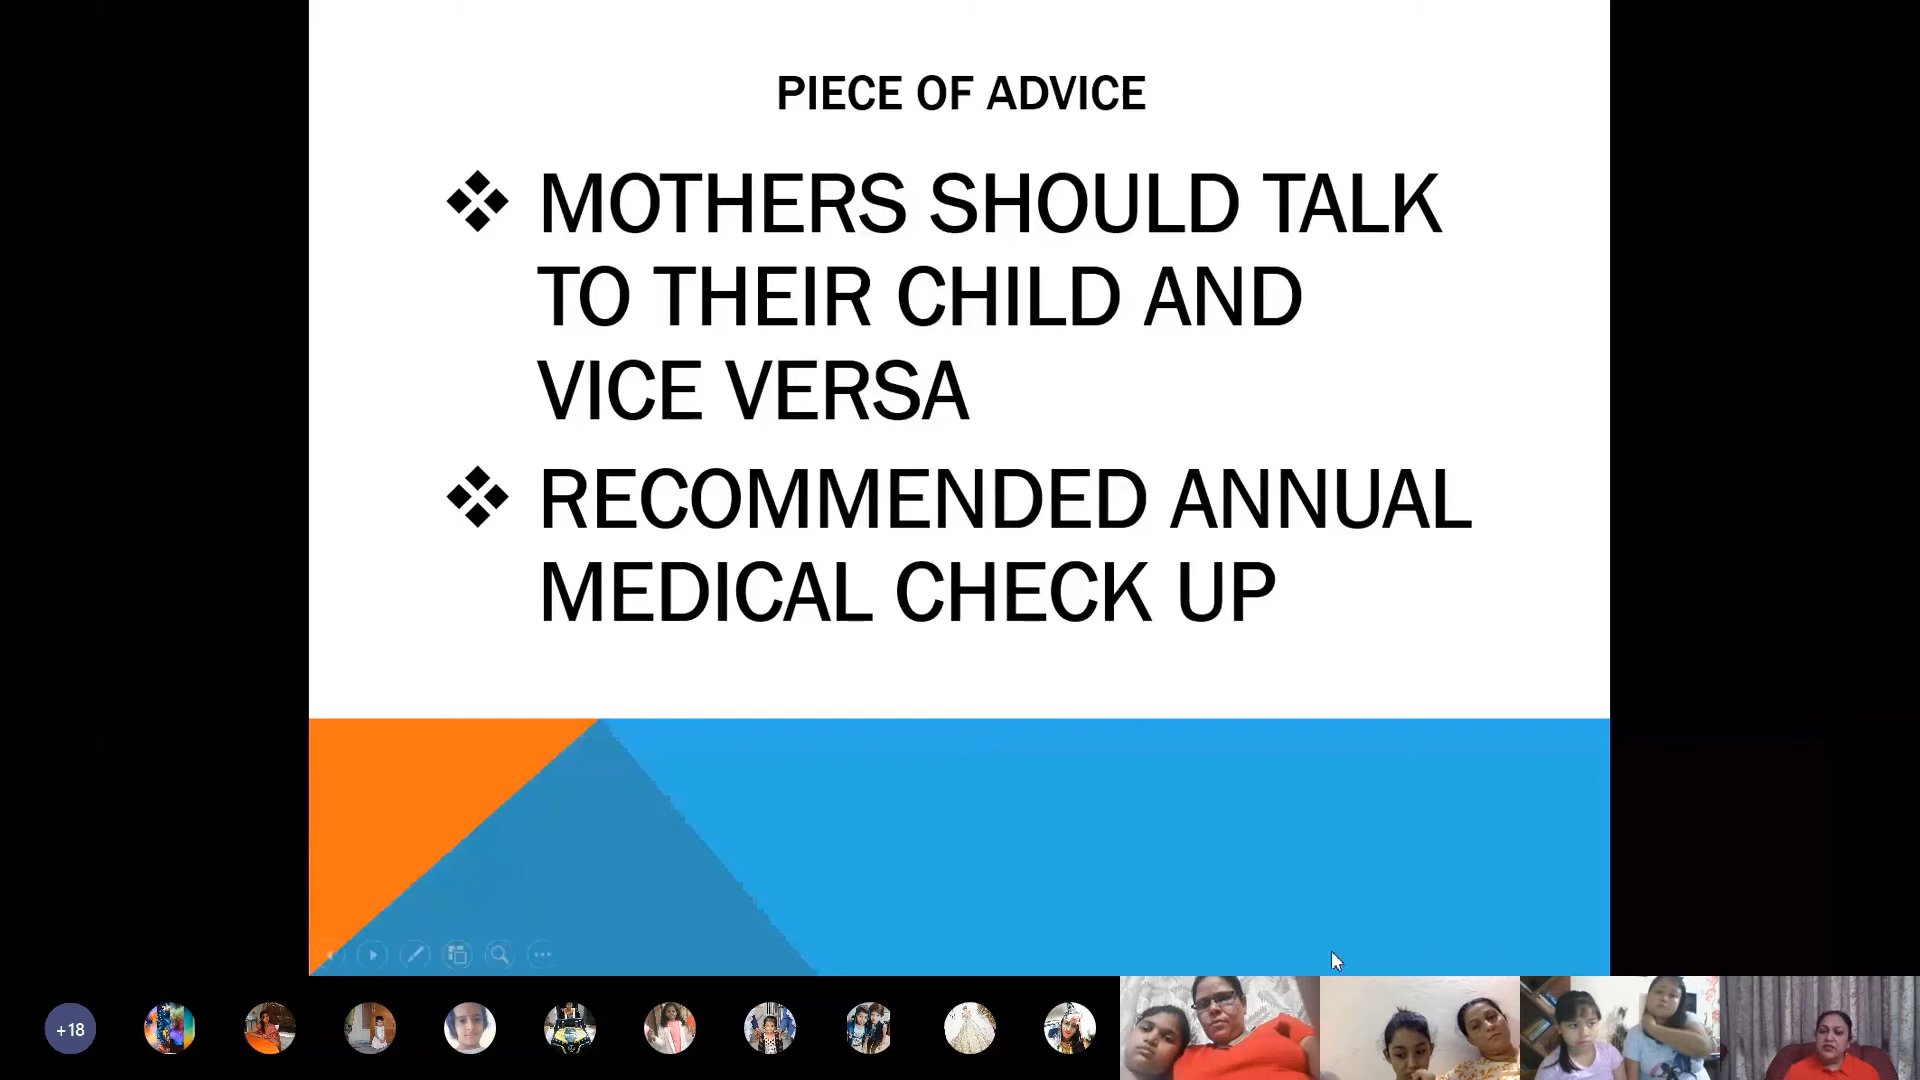 PIECE OF ADVICE
MOTHERS SHOULD TALK
TO THEIR CHILD AND
VICE VERSA
RECOMMENDED ANNUAL
MEDICAL CHECK UP
+18